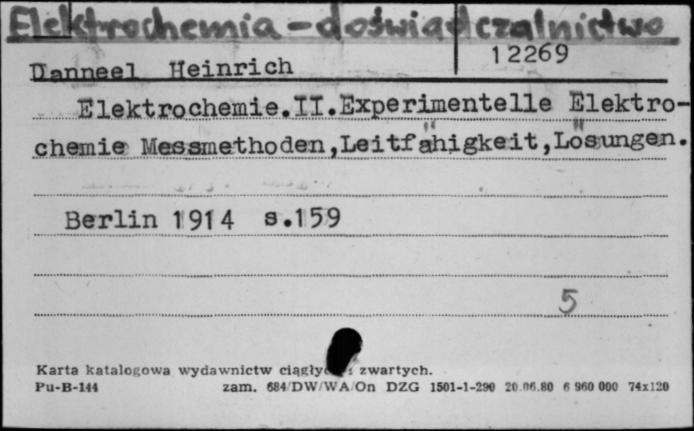 Elektrochemia - doświadczalnictwo
12269
Danneel Heinrich
Elektrochemie.II.Experimentelle Elektro-
chemie Messmethoden,Leitfähigkeit,Lösungen.
Berlin 1914 s.159
5
Karta katalogowa wydawnictw ciągłyc i zwartych.
Pu-B-144 zam. 684/DW/WA/On DZG 1501-1-290 20.06.80 6 960 000 74x120